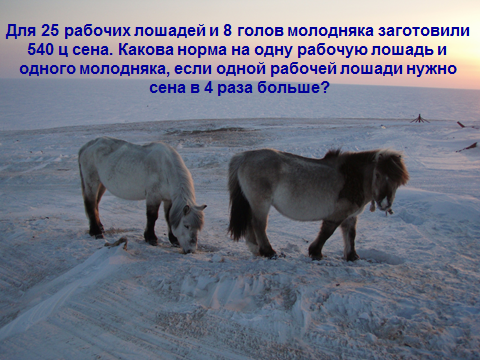 Для 25 рабочих лошадей и 8 голов молодняка заготовили
540 ц сена. Какова норма на одну рабочую лошадь и
одного молодняка, если одной рабочей лошади нужно
сена в 4 раза больше?